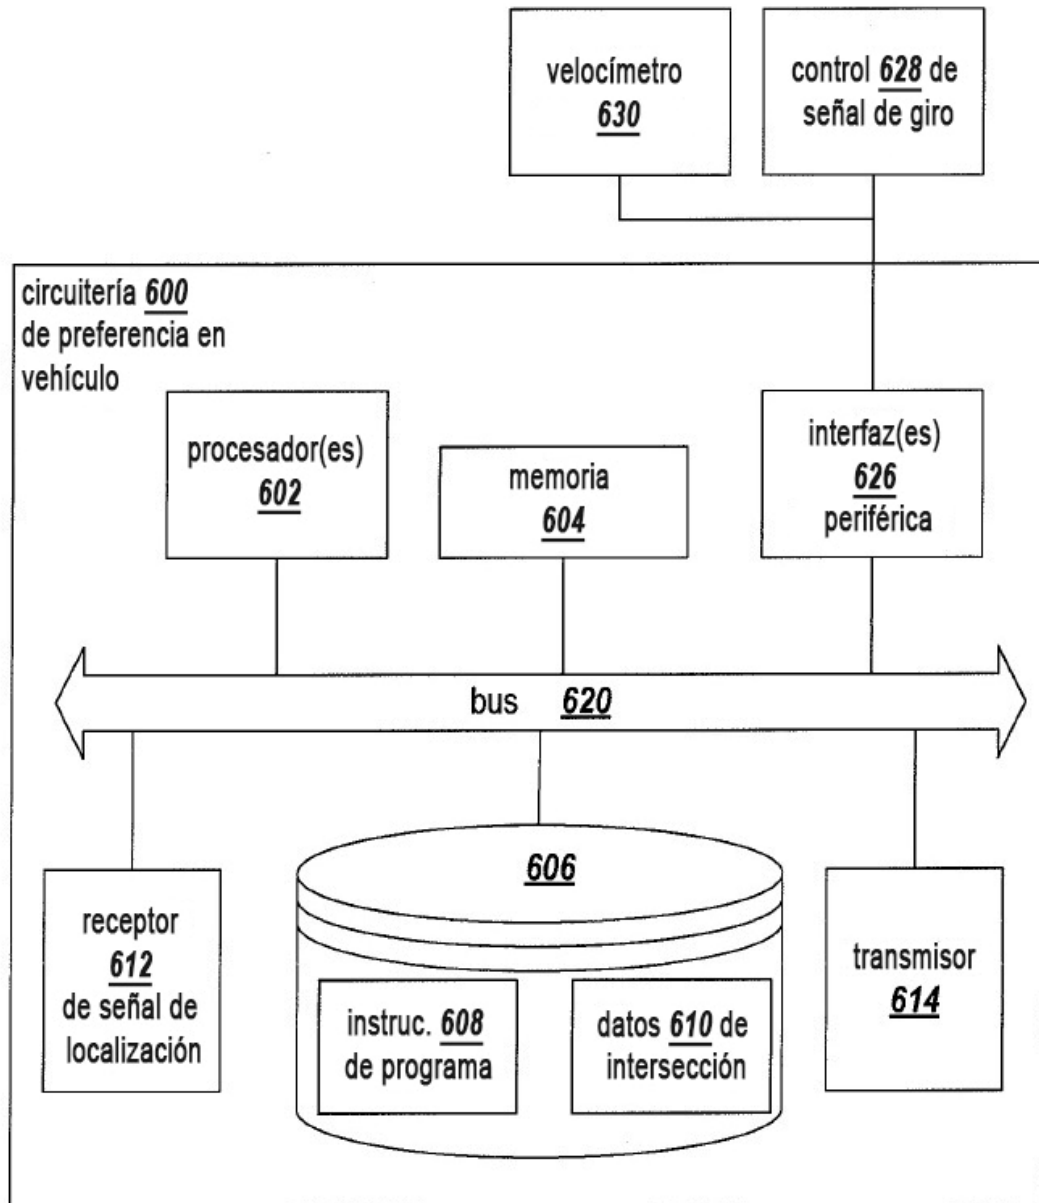 velocímetro
630
control 628 de
señal de giro
circuitería 600
de preferencia en
vehículo
procesador(es)
602
memoria
604
interfaz(es)
626
periférica
bus 620
receptor
612
de señal de
localización
606
instruc. 608
de programa
datos 610 de
intersección
transmisor
614